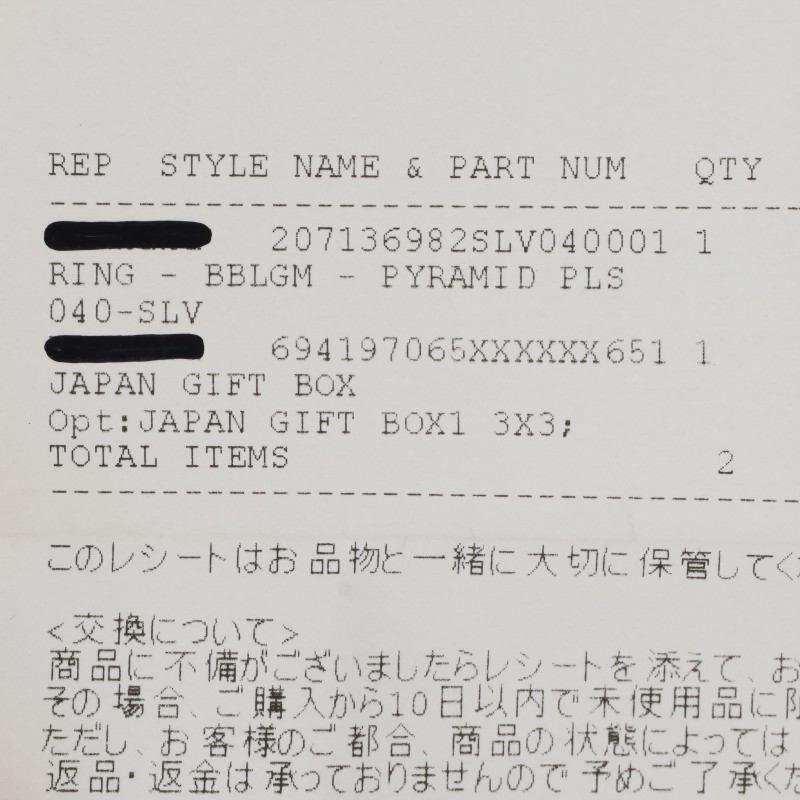 REP STYLE NAME & PART NUM QTY
207136982SLV040001 1
RING - BBLGM - PYRAMID PLS
040-SLV
694197065XXXXXX651 1
JAPAN GIFT BOX
Opt:JAPAN GIFT BOX1 3X3;
TOTAL ITEMS 2
このレシートはお品物と一緒に大切に保管してく
<交換について>
商品に不備がございましたらレシートを添えて、お
その場合、ご購入から10日以内で未使用品に
ただし、お客様のご都合、商品の状態によっては
返品・返金は承っておりませんので予めご了承く